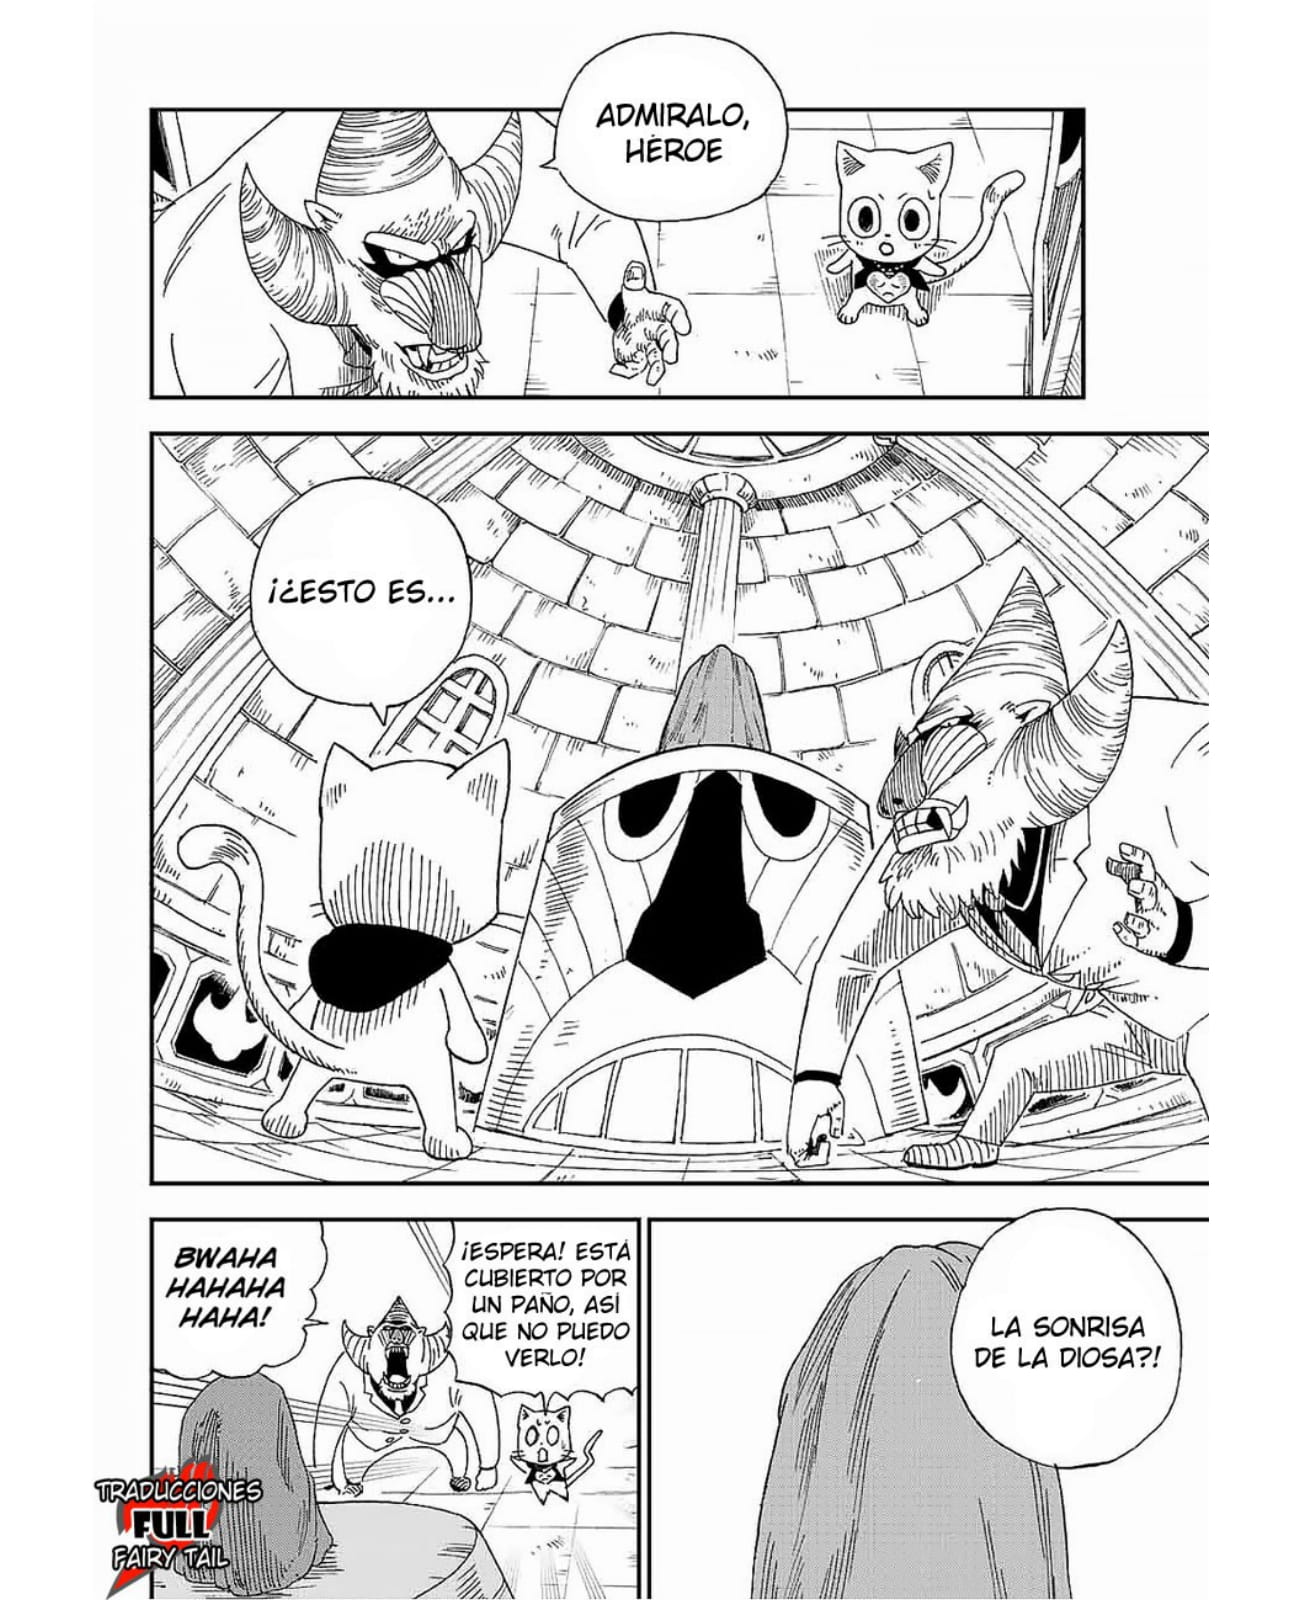 ADMIRALO,
HÉROE
¡¿ESTO ES...
LA SONRISA
DE LA DIOSA?!
¡ESPERA! ESTÁ
CUBIERTO POR
UN PAÑO, ASÍ
QUE NO PUEDO
VERLO!
BWAHA
HAHAHA
HAHA!
TRADUCCIONES
FULL
FAIRY TAIL